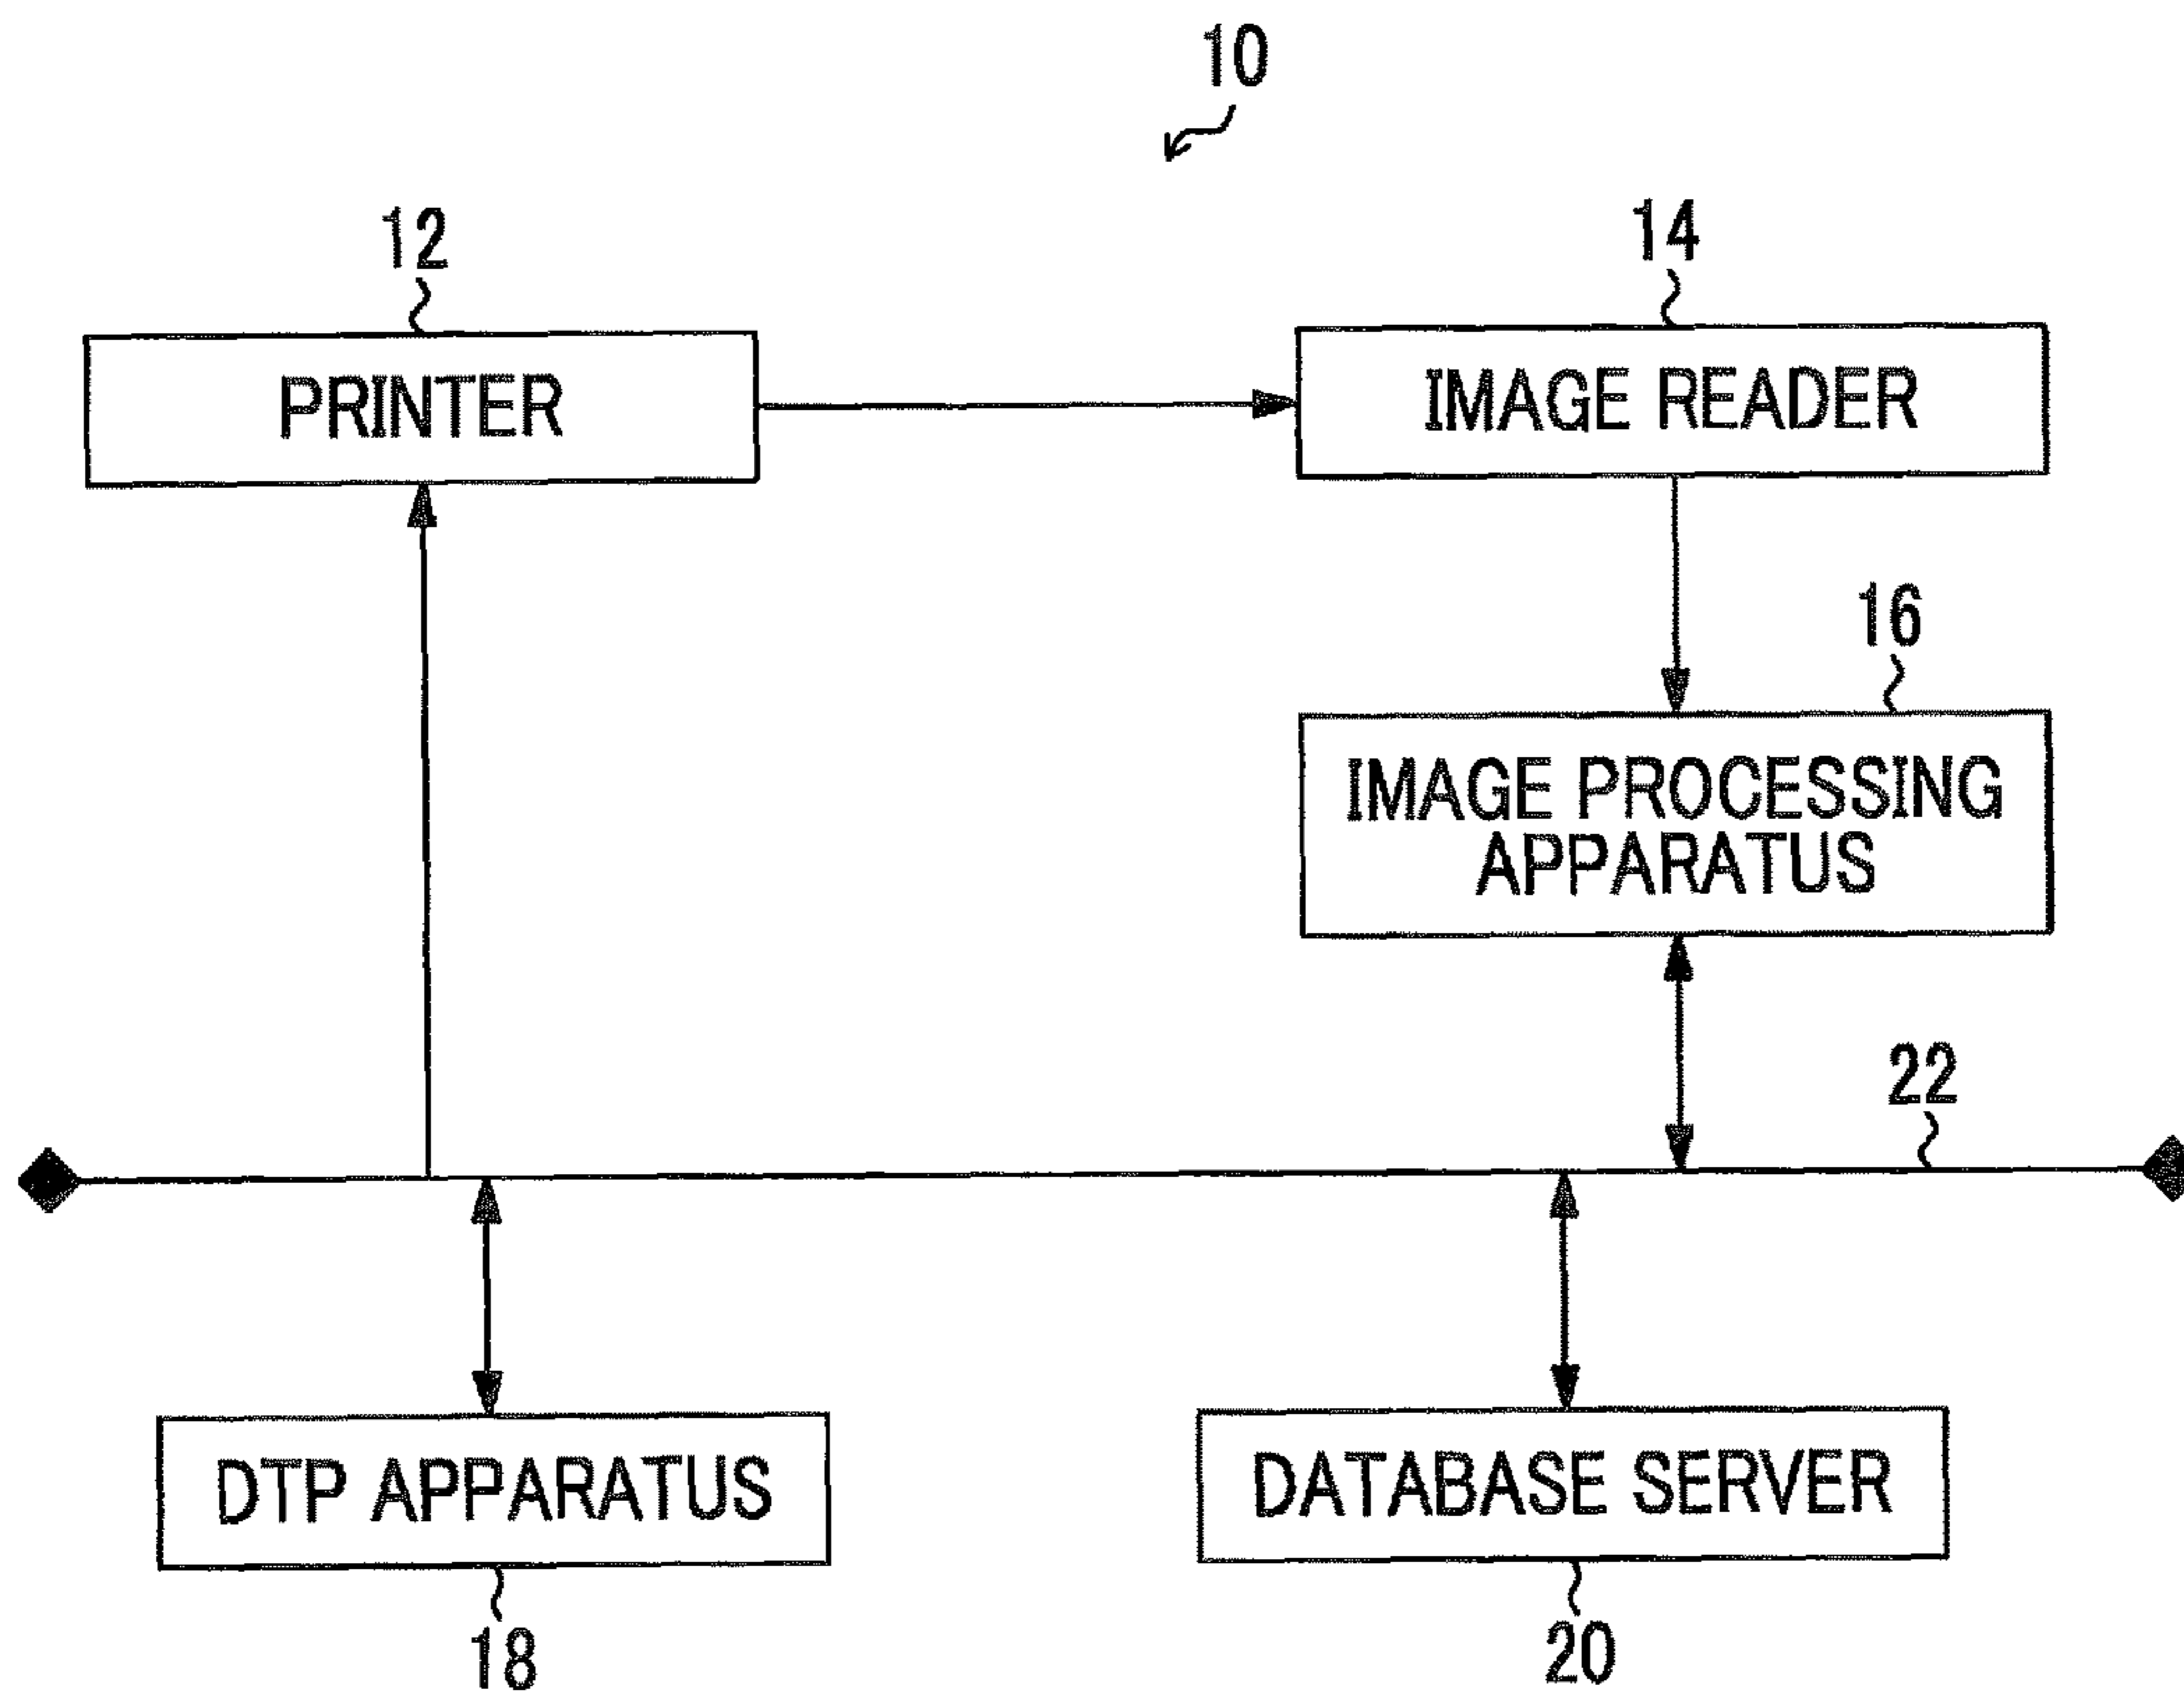 10
12
14
PRINTER
IMAGE READER
16
IMAGE PROCESSING
APPARATUS
22
DTP APPARATUS
DATABASE SERVER
18
20